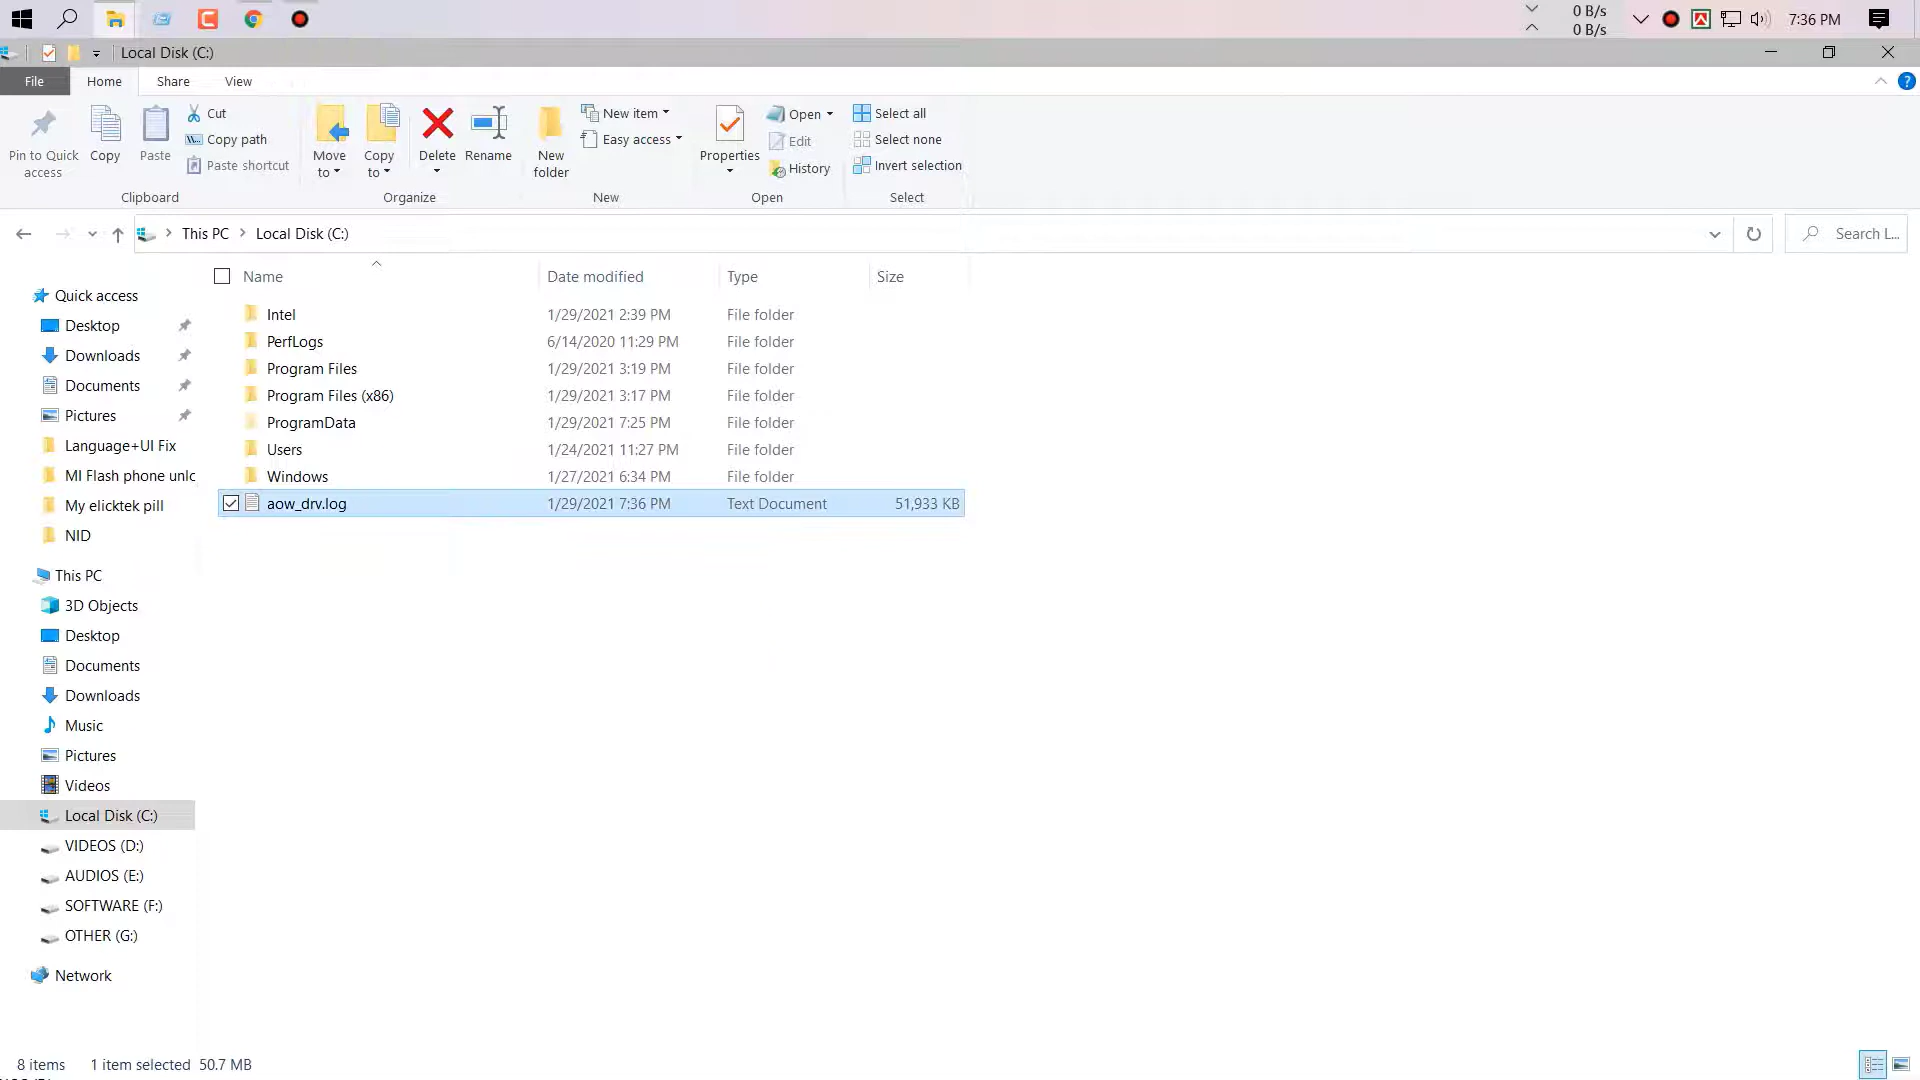 0 B/s
0 B/s
7:36 PM
Local Disk (C:)
File
Home
Share
View
Pin to Quick access
Copy
Paste
Cut
Copy path
Paste shortcut
Clipboard
Move to
Copy to
Delete
Rename
Organize
New folder
New item
Easy access
New
Properties
Open
Edit
History
Open
Select all
Select none
Invert selection
Select
This PC
Local Disk (C:)
Search L...
Name Date modified Type Size
Intel 1/29/2021 2:39 PM File folder
PerfLogs 6/14/2020 11:29 PM File folder
Program Files 1/29/2021 3:19 PM File folder
Program Files (x86) 1/29/2021 3:17 PM File folder
ProgramData 1/29/2021 7:25 PM File folder
Users 1/24/2021 11:27 PM File folder
Windows 1/27/2021 6:34 PM File folder
aow_drv.log 1/29/2021 7:36 PM Text Document 51,933 KB
Quick access
Desktop
Downloads
Documents
Pictures
Language+UI Fix
MI Flash phone unlc
My elicktek pill
NID
This PC
3D Objects
Desktop
Documents
Downloads
Music
Pictures
Videos
Local Disk (C:)
VIDEOS (D:)
AUDIOS (E:)
SOFTWARE (F:)
OTHER (G:)
Network
8 items 1 item selected 50.7 MB